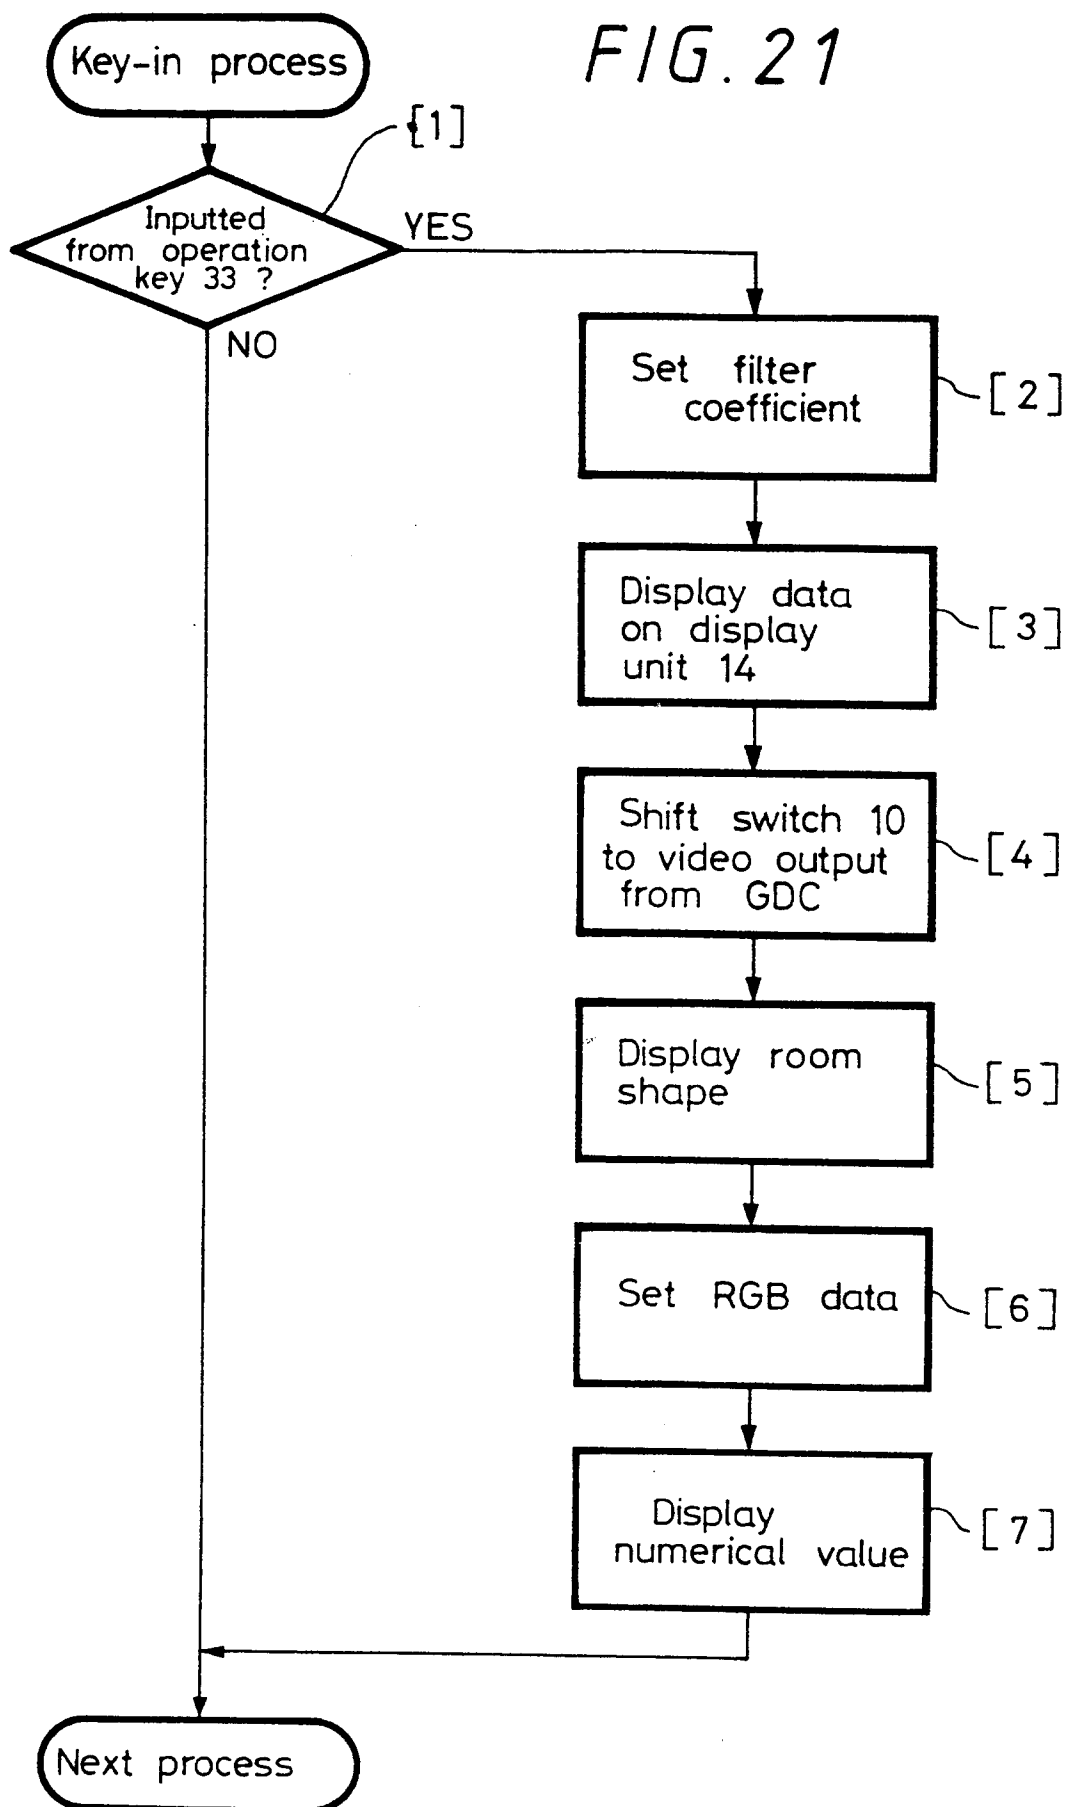 FIG. 21
Key-in process
[1]
Inputted
from operation
key 33 ?
YES
NO
Set filter
coefficient
[2]
Display data
on display
unit 14
[3]
Shift switch 10
to video output
from GDC
[4]
Display room
shape
[5]
Set RGB data
[6]
Display
numerical value
[7]
Next process